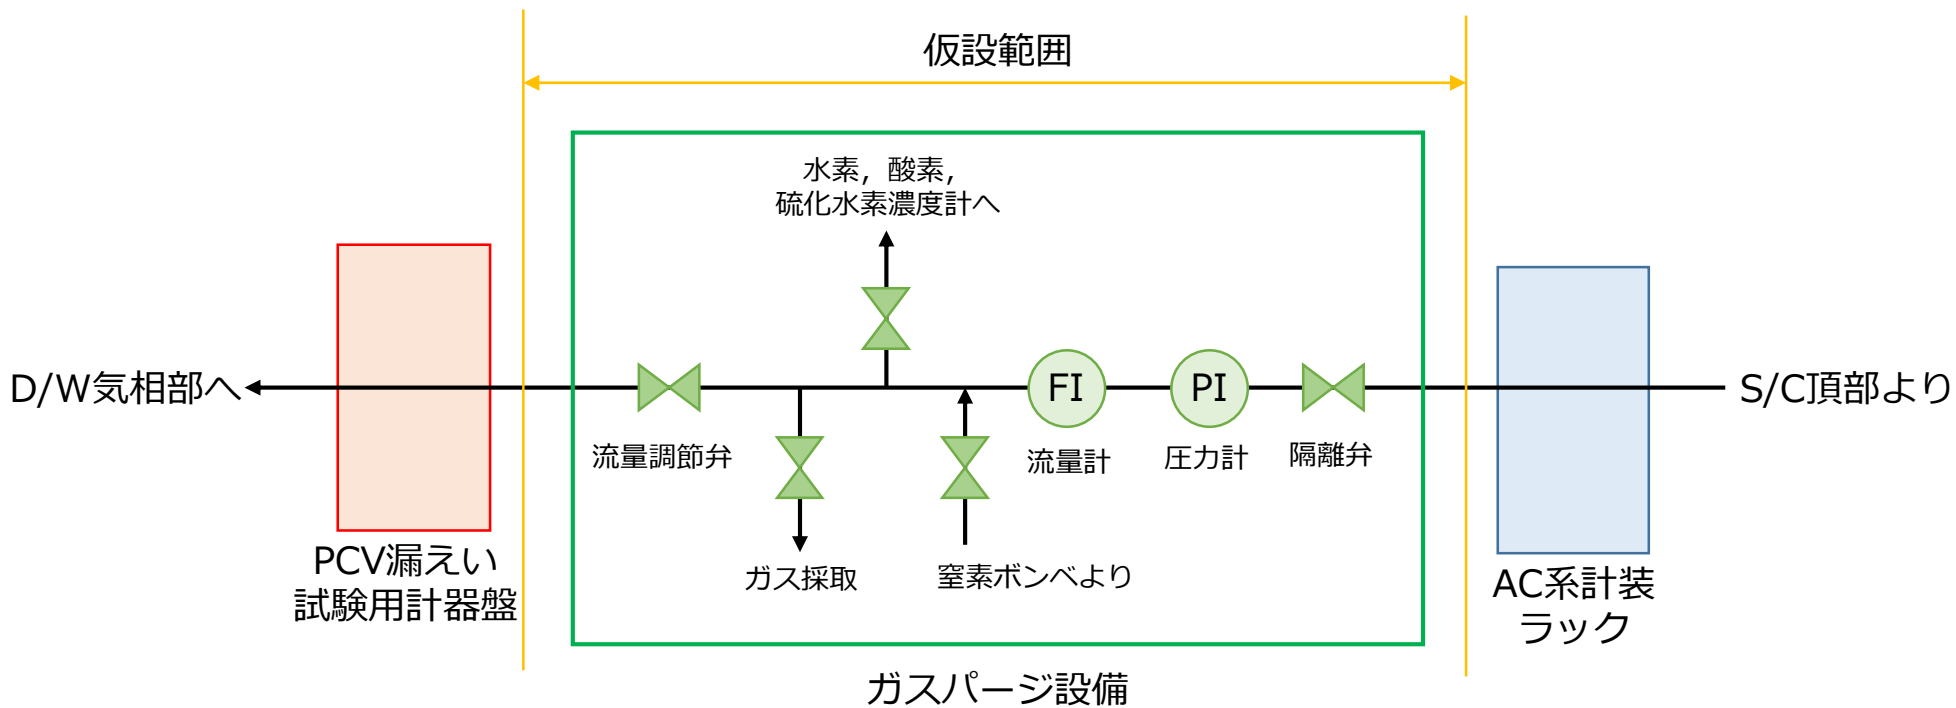 仮設範囲
水素，酸素，
硫化水素濃度計へ
D/W気相部へ
FI
PI
S/C頂部より
流量調節弁
流量計
圧力計
隔離弁
PCV漏えい
試験用計器盤
ガス採取
窒素ボンベより
AC系計装
ラック
ガスパージ設備